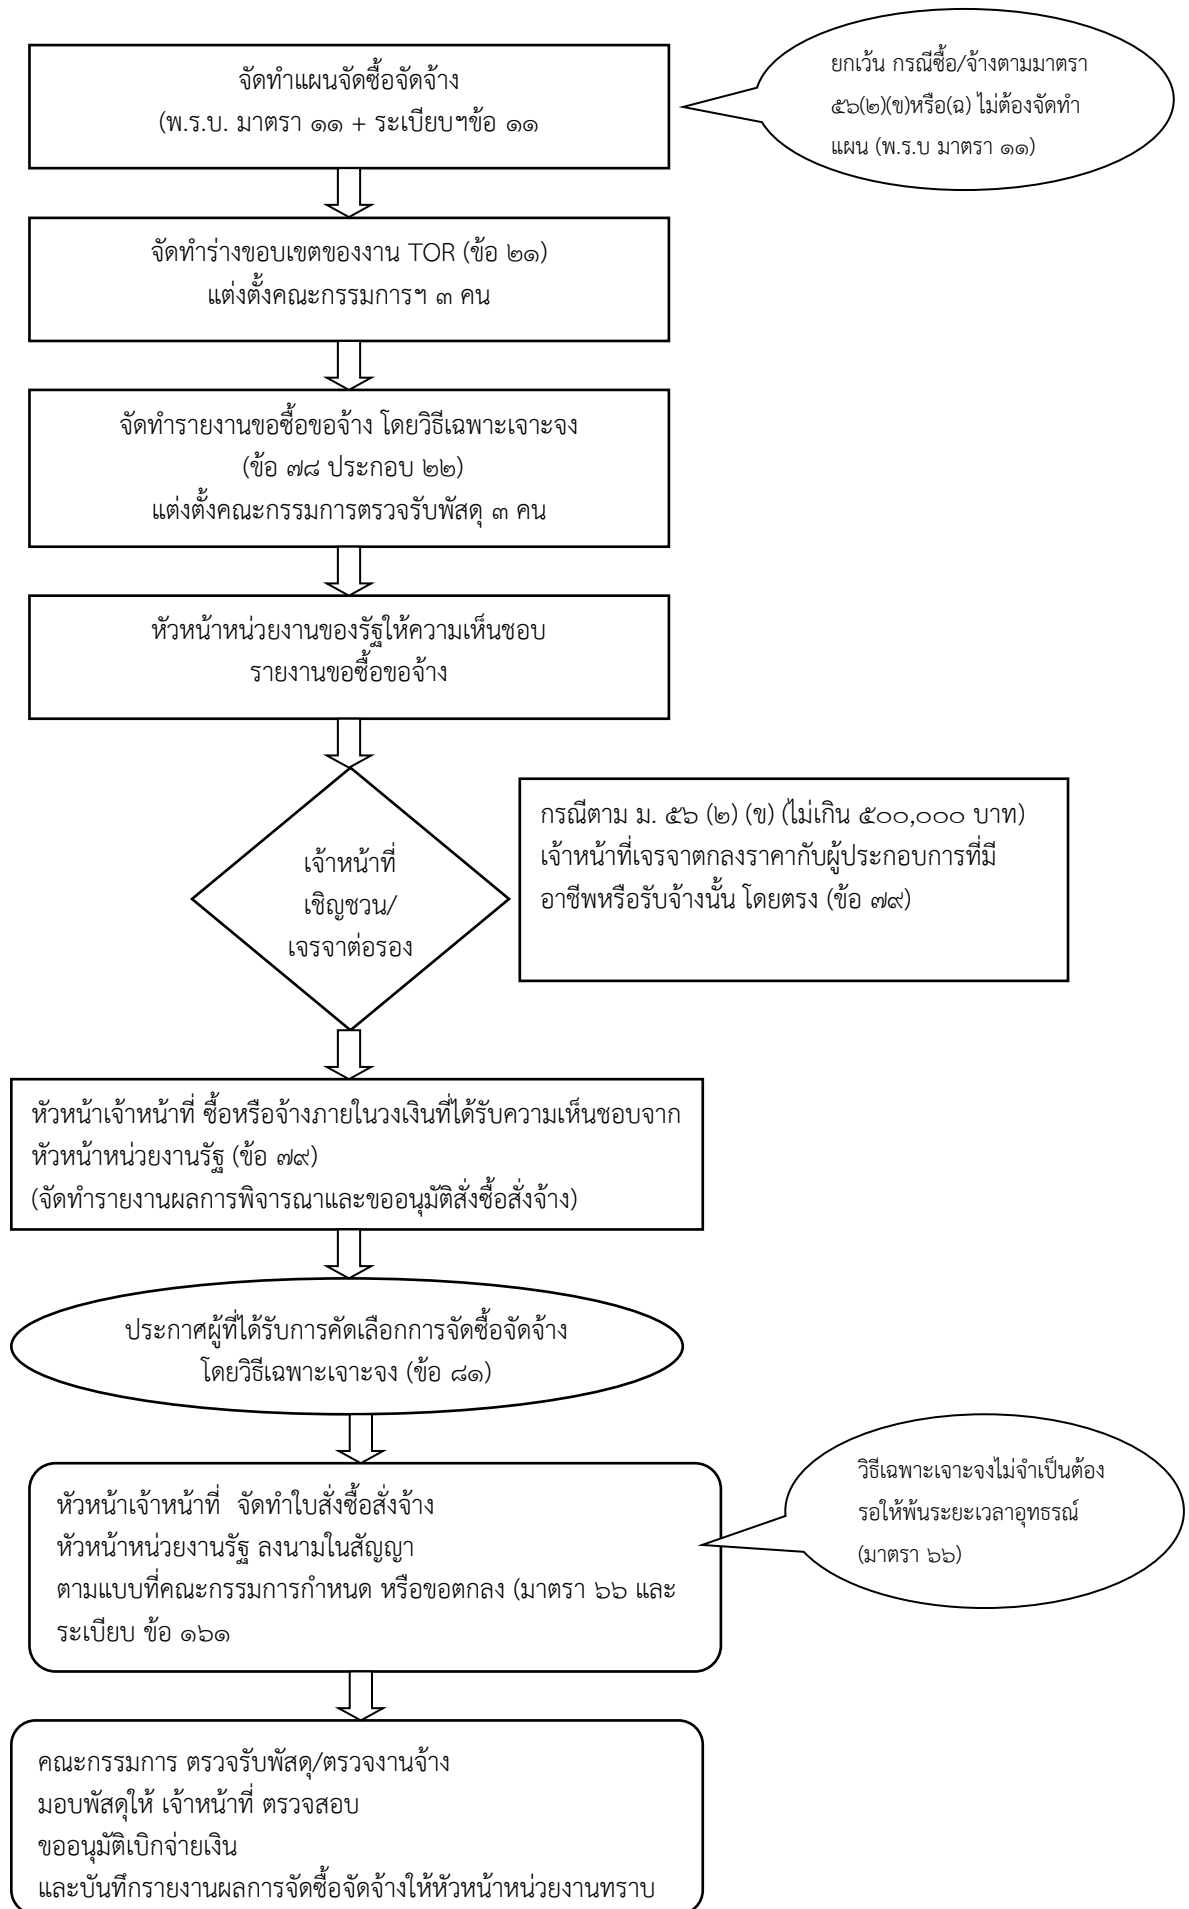 จัดทำแผนจัดซื้อจัดจ้าง
(พ.ร.บ. มาตรา ๑๑ + ระเบียบฯข้อ ๑๑
ยกเว้น กรณีซื้อ/จ้างตามมาตรา
๕๖(๒)(ข)หรือ(ฉ) ไม่ต้องจัดทำ
แผน (พ.ร.บ มาตรา ๑๑)
จัดทำร่างขอบเขตของงาน TOR (ข้อ ๒๑)
แต่งตั้งคณะกรรมการฯ ๓ คน
จัดทำรายงานขอซื้อขอจ้าง โดยวิธีเฉพาะเจาะจง
(ข้อ ๗๘ ประกอบ ๒๒)
แต่งตั้งคณะกรรมการตรวจรับพัสดุ ๓ คน
หัวหน้าหน่วยงานของรัฐให้ความเห็นชอบ
รายงานขอซื้อขอจ้าง
เจ้าหน้าที่
เชิญชวน/
เจรจาต่อรอง
กรณีตาม ม. ๕๖ (๒) (ข) (ไม่เกิน ๕๐๐,๐๐๐ บาท)
เจ้าหน้าที่เจรจาตกลงราคากับผู้ประกอบการที่มี
อาชีพหรือรับจ้างนั้น โดยตรง (ข้อ ๗๙)
หัวหน้าเจ้าหน้าที่ ซื้อหรือจ้างภายในวงเงินที่ได้รับความเห็นชอบจาก
หัวหน้าหน่วยงานรัฐ (ข้อ ๗๙)
(จัดทำรายงานผลการพิจารณาและขออนุมัติสั่งซื้อสั่งจ้าง)
ประกาศผู้ที่ได้รับการคัดเลือกการจัดซื้อจัดจ้าง
โดยวิธีเฉพาะเจาะจง (ข้อ ๘๑)
หัวหน้าเจ้าหน้าที่ จัดทำใบสั่งซื้อสั่งจ้าง
หัวหน้าหน่วยงานรัฐ ลงนามในสัญญา
ตามแบบที่คณะกรรมการกำหนด หรือขอตกลง (มาตรา ๖๖ และ
ระเบียบ ข้อ ๑๖๑
วิธีเฉพาะเจาะจงไม่จำเป็นต้อง
รอให้พ้นระยะเวลาอุทธรณ์
(มาตรา ๖๖)
คณะกรรมการ ตรวจรับพัสดุ/ตรวจงานจ้าง
มอบพัสดุให้ เจ้าหน้าที่ ตรวจสอบ
ขออนุมัติเบิกจ่ายเงิน
และบันทึกรายงานผลการจัดซื้อจัดจ้างให้หัวหน้าหน่วยงานทราบ